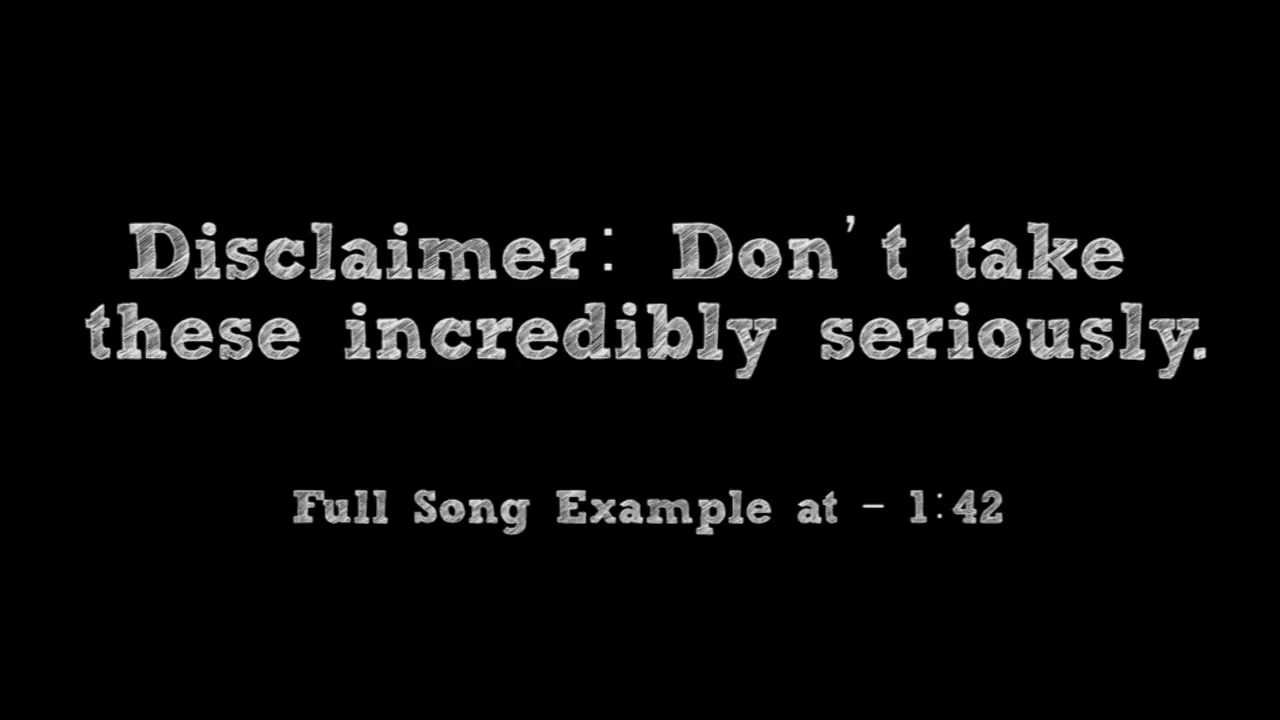 Disclaimer: Don't take
these incredibly seriously.
Full Song Example at - 1:42